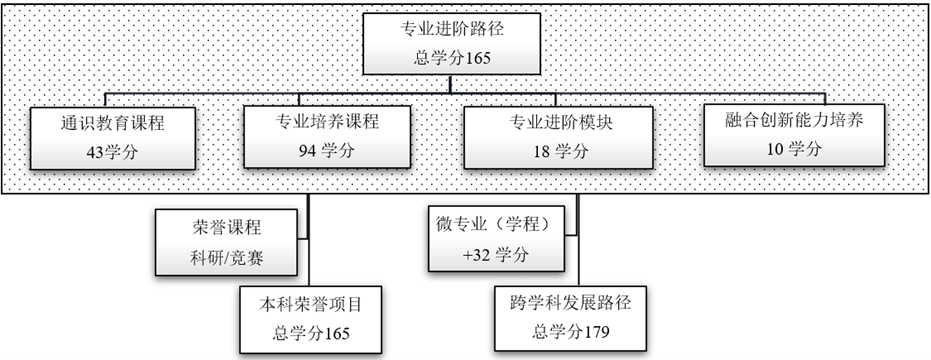 专业进阶路径
总学分165
通识教育课程
43学分
专业培养课程
94 学分
专业进阶模块
18 学分
融合创新能力培养
10 学分
荣誉课程
科研/竞赛
微专业（学程）
+32 学分
本科荣誉项目
总学分165
跨学科发展路径
总学分179